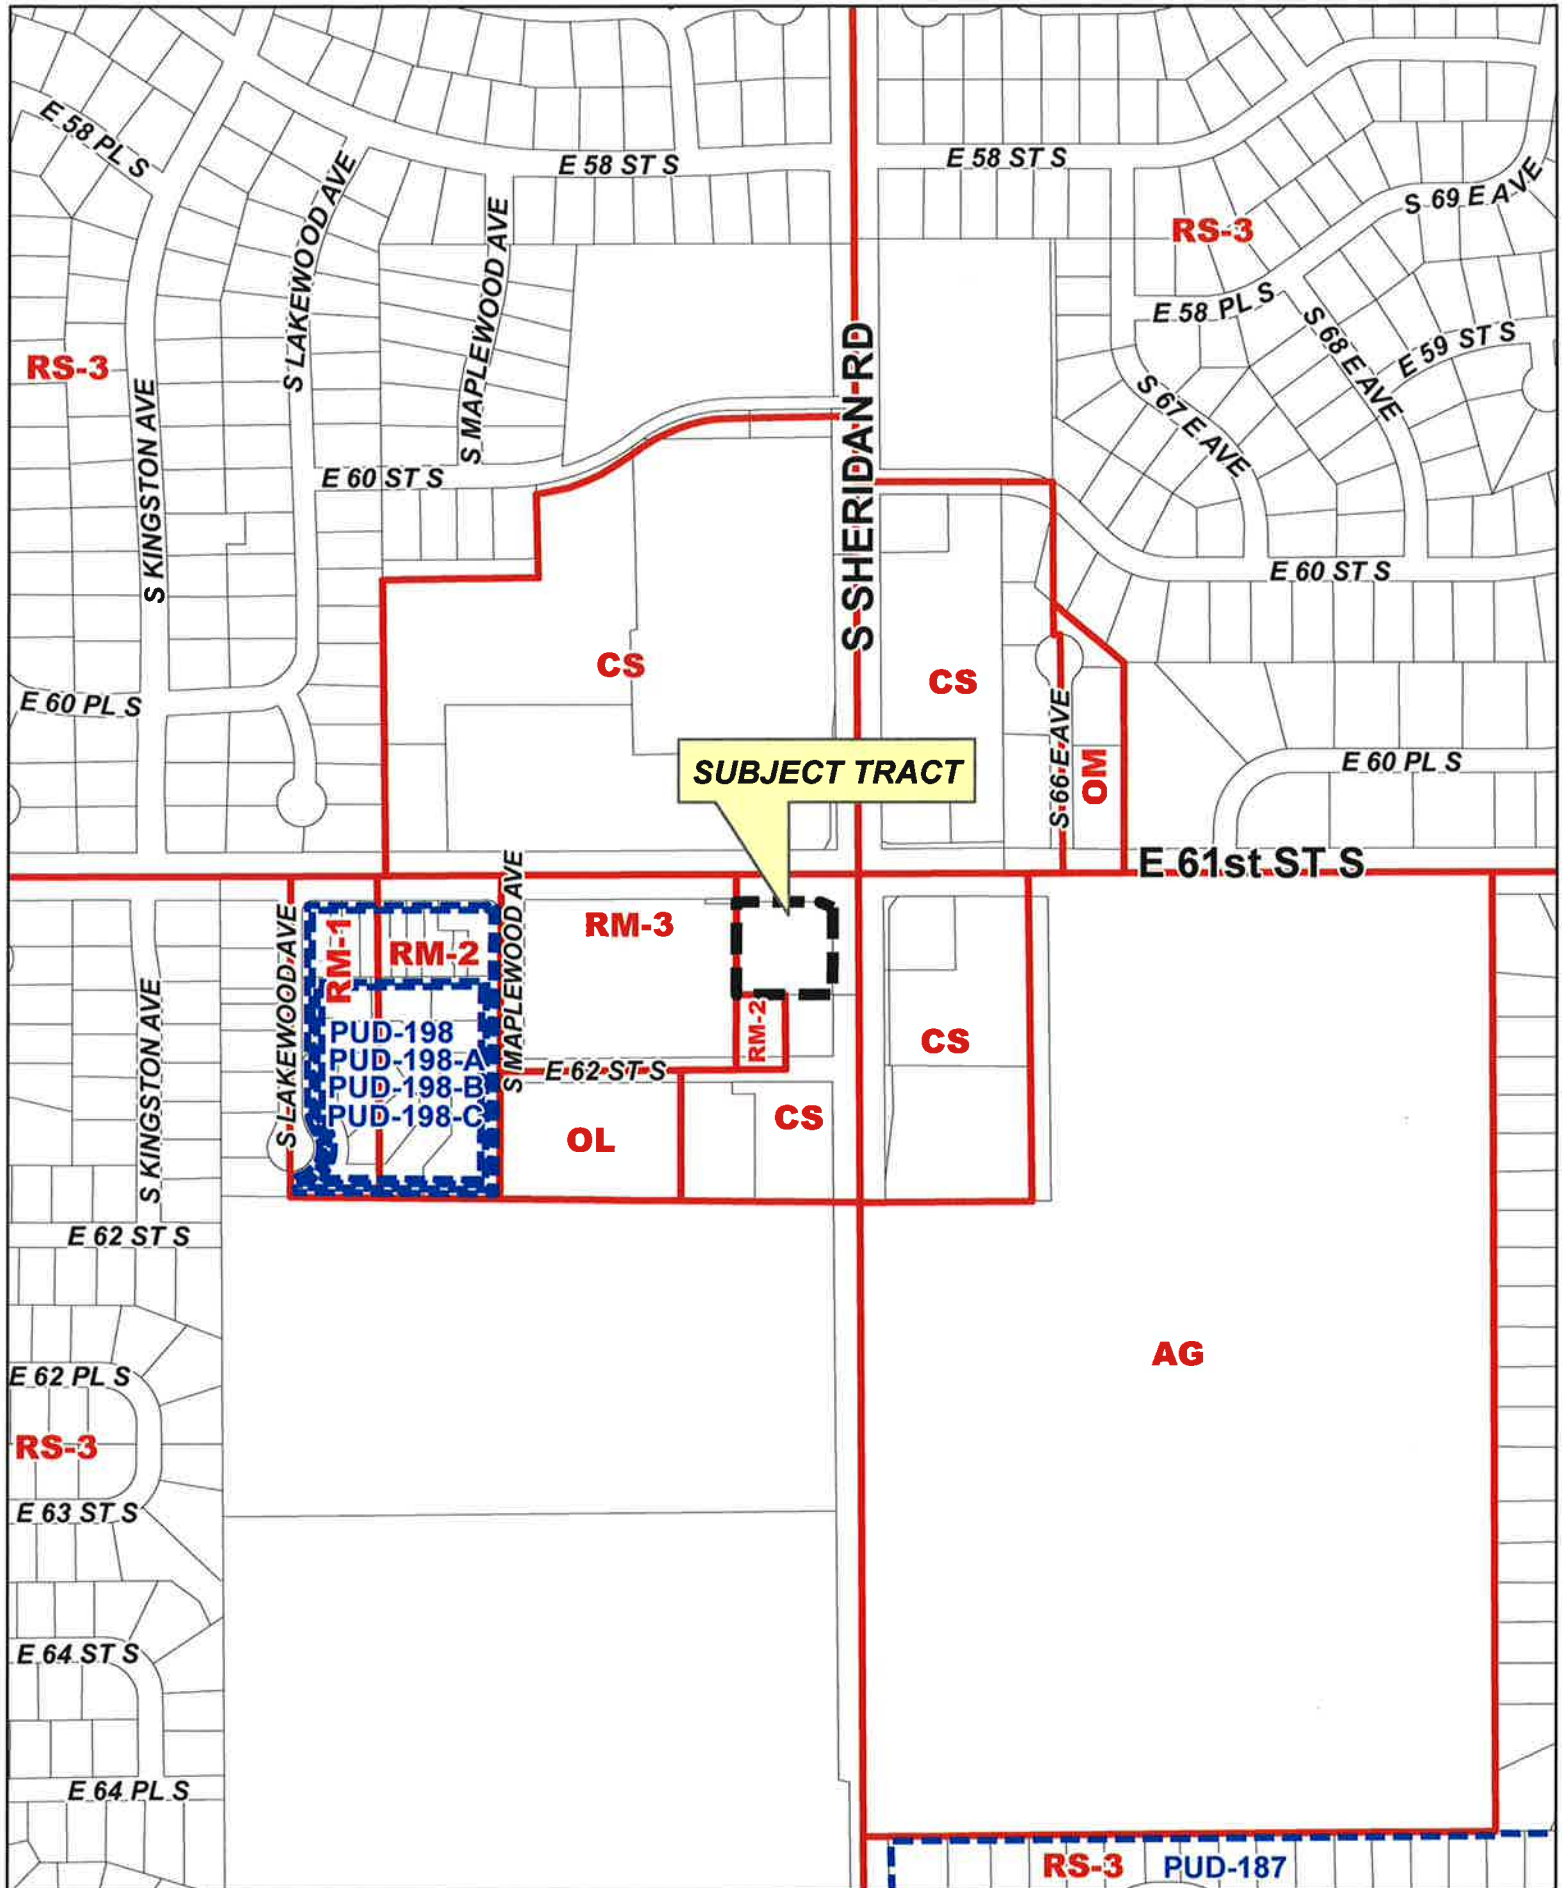 E 58 PL S
E 58 ST S
E 58 ST S
S LAKEWOOD AVE
S MAPLEWOOD AVE
S 69 E AVE
RS-3
E 58 PL S
S 68 E AVE
E 59 ST S
RS-3
S KINGSTON AVE
S SHERIDAN RD
S 67 E AVE
E 60 ST S
E 60 ST S
CS
CS
E 60 PL S
S 66 E AVE
OM
E 60 PL S
SUBJECT TRACT
E 61st ST S
S LAKEWOOD AVE
RM-1
RM-2
S MAPLEWOOD AVE
RM-3
S KINGSTON AVE
PUD-198
PUD-198-A
PUD-198-B
PUD-198-C
RM-2
CS
E 62 ST S
CS
OL
E 62 ST S
AG
E 62 PL S
RS-3
E 63 ST S
E 64 ST S
E 64 PL S
RS-3
PUD-187